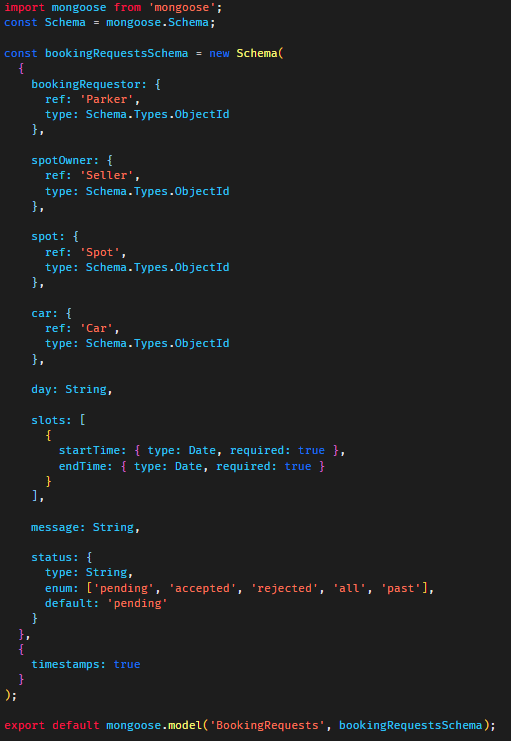 import mongoose from 'mongoose';
const Schema = mongoose.Schema;

const bookingRequestsSchema = new Schema(
  {
    bookingRequestor: {
      ref: 'Parker',
      type: Schema.Types.ObjectId
    },

    spotOwner: {
      ref: 'Seller',
      type: Schema.Types.ObjectId
    },

    spot: {
      ref: 'Spot',
      type: Schema.Types.ObjectId
    },

    car: {
      ref: 'Car',
      type: Schema.Types.ObjectId
    },

    day: String,

    slots: [
      {
        startTime: { type: Date, required: true },
        endTime: { type: Date, required: true }
      }
    ],

    message: String,

    status: {
      type: String,
      enum: ['pending', 'accepted', 'rejected', 'all', 'past'],
      default: 'pending'
    }
  },
  {
    timestamps: true
  }
);

export default mongoose.model('BookingRequests', bookingRequestsSchema);